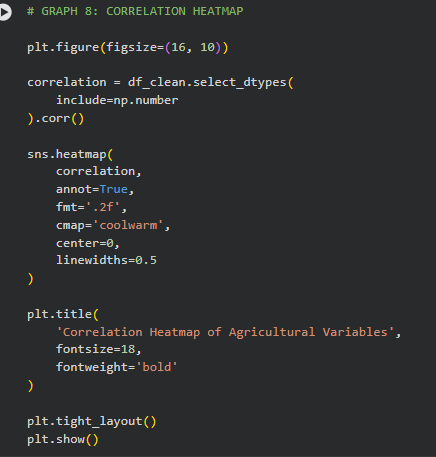 # GRAPH 8: CORRELATION HEATMAP
plt.figure(figsize=(16, 10))
correlation = df_clean.select_dtypes(
    include=np.number
).corr()
sns.heatmap(
    correlation,
    annot=True,
    fmt='.2f',
    cmap='coolwarm',
    center=0,
    linewidths=0.5
)
plt.title(
    'Correlation Heatmap of Agricultural Variables',
    fontsize=18,
    fontweight='bold'
)
plt.tight_layout()
plt.show()